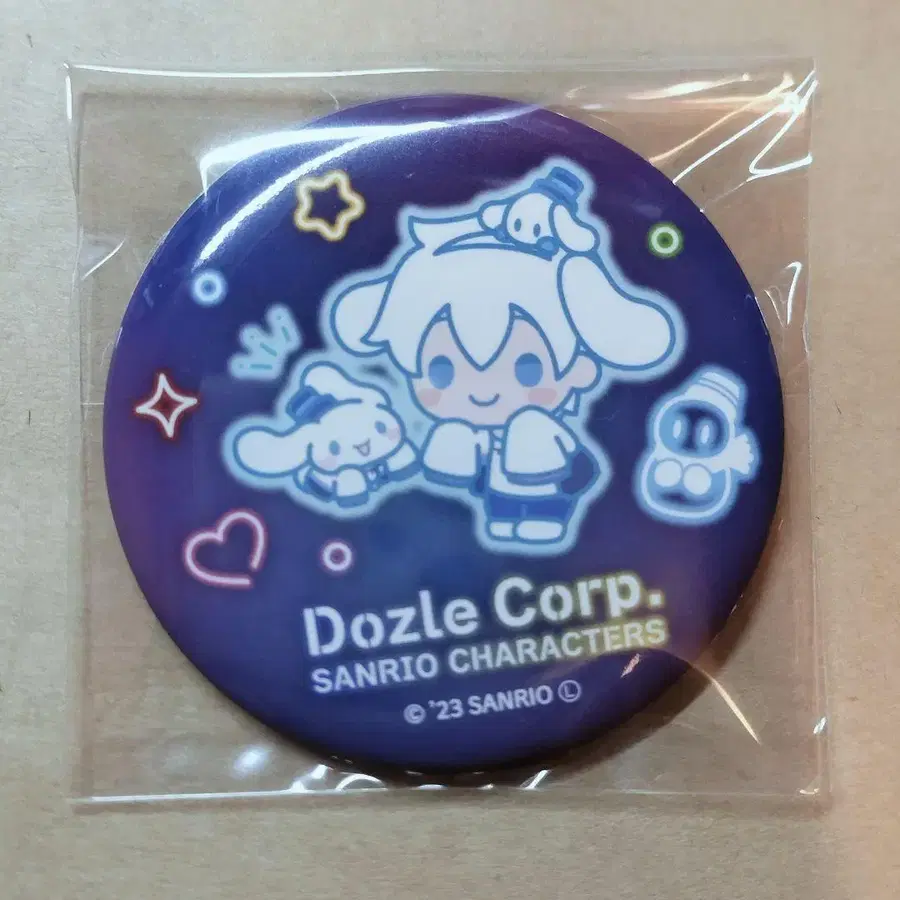 Dozle Corp.
SANRIO CHARACTERS
© '23 SANRIO Ⓛ